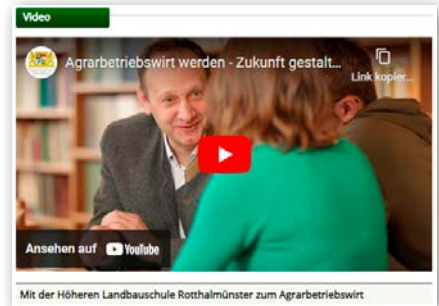 Video
Agrarbetriebswirt werden - Zukunft gestalt...
Link kopier...
Ansehen auf YouTube
Mit der Höheren Landbauschule Rotthalmünster zum Agrarbetriebswirt